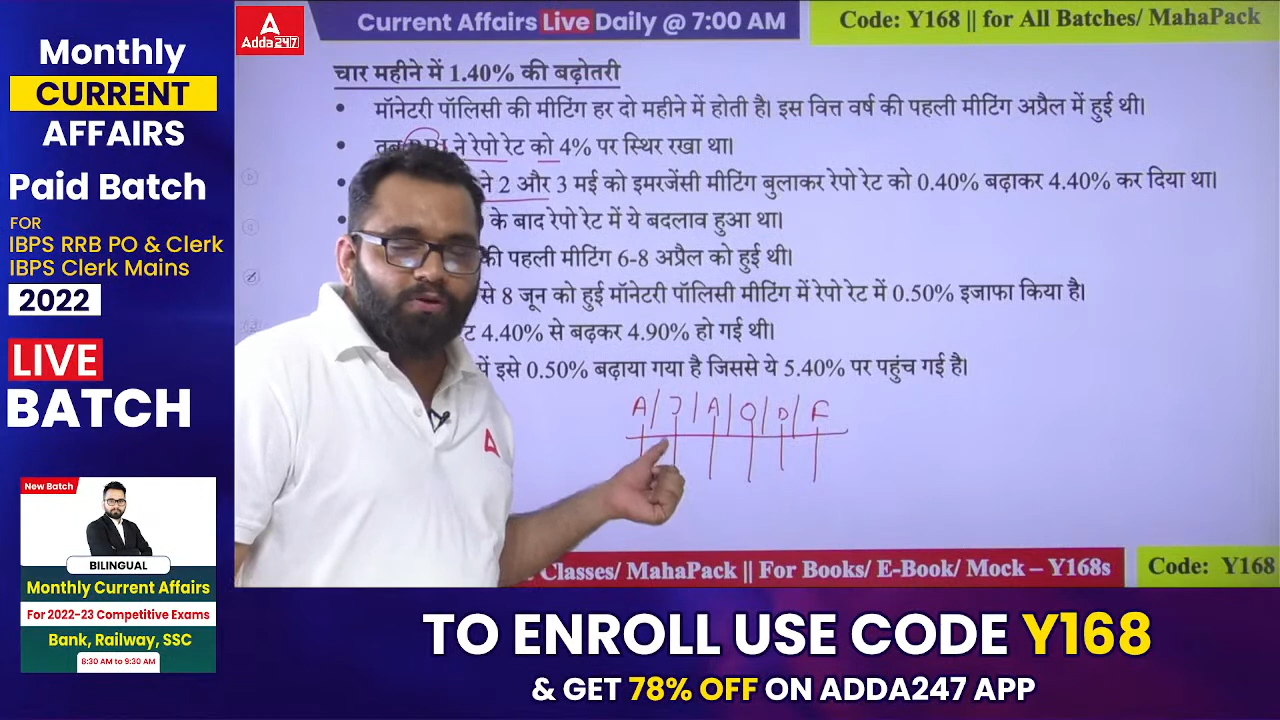 Monthly
CURRENT
AFFAIRS
Paid Batch
FOR
IBPS RRB PO & Clerk
IBPS Clerk Mains
2022
LIVE
BATCH
New Batch
BILINGUAL
Monthly Current Affairs
For 2022-23 Competitive Exams
Bank, Railway, SSC
8:30 AM to 9:30 AM
Adda247
Current Affairs Live Daily @ 7:00 AM
Code: Y168 || for All Batches/ MahaPack
चार महीने में 1.40% की बढ़ोतरी
• मॉनेटरी पॉलिसी की मीटिंग हर दो महीने में होती है। इस वित्त वर्ष की पहली मीटिंग अप्रैल में हुई थी।
• तब RBI ने रेपो रेट को 4% पर स्थिर रखा था।
• ने 2 और 3 मई को इमरजेंसी मीटिंग बुलाकर रेपो रेट को 0.40% बढ़ाकर 4.40% कर दिया था।
के बाद रेपो रेट में ये बदलाव हुआ था।
की पहली मीटिंग 6-8 अप्रैल को हुई थी।
से 8 जून को हुई मॉनेटरी पॉलिसी मीटिंग में रेपो रेट में 0.50% इजाफा किया है।
4.40% से बढ़कर 4.90% हो गई थी।
में इसे 0.50% बढ़ाया गया है जिससे ये 5.40% पर पहुंच गई है।
A / J / A / O / D / F
Classes/ MahaPack || For Books/ E-Book/ Mock – Y168s
Code: Y168
TO ENROLL USE CODE Y168
& GET 78% OFF ON ADDA247 APP